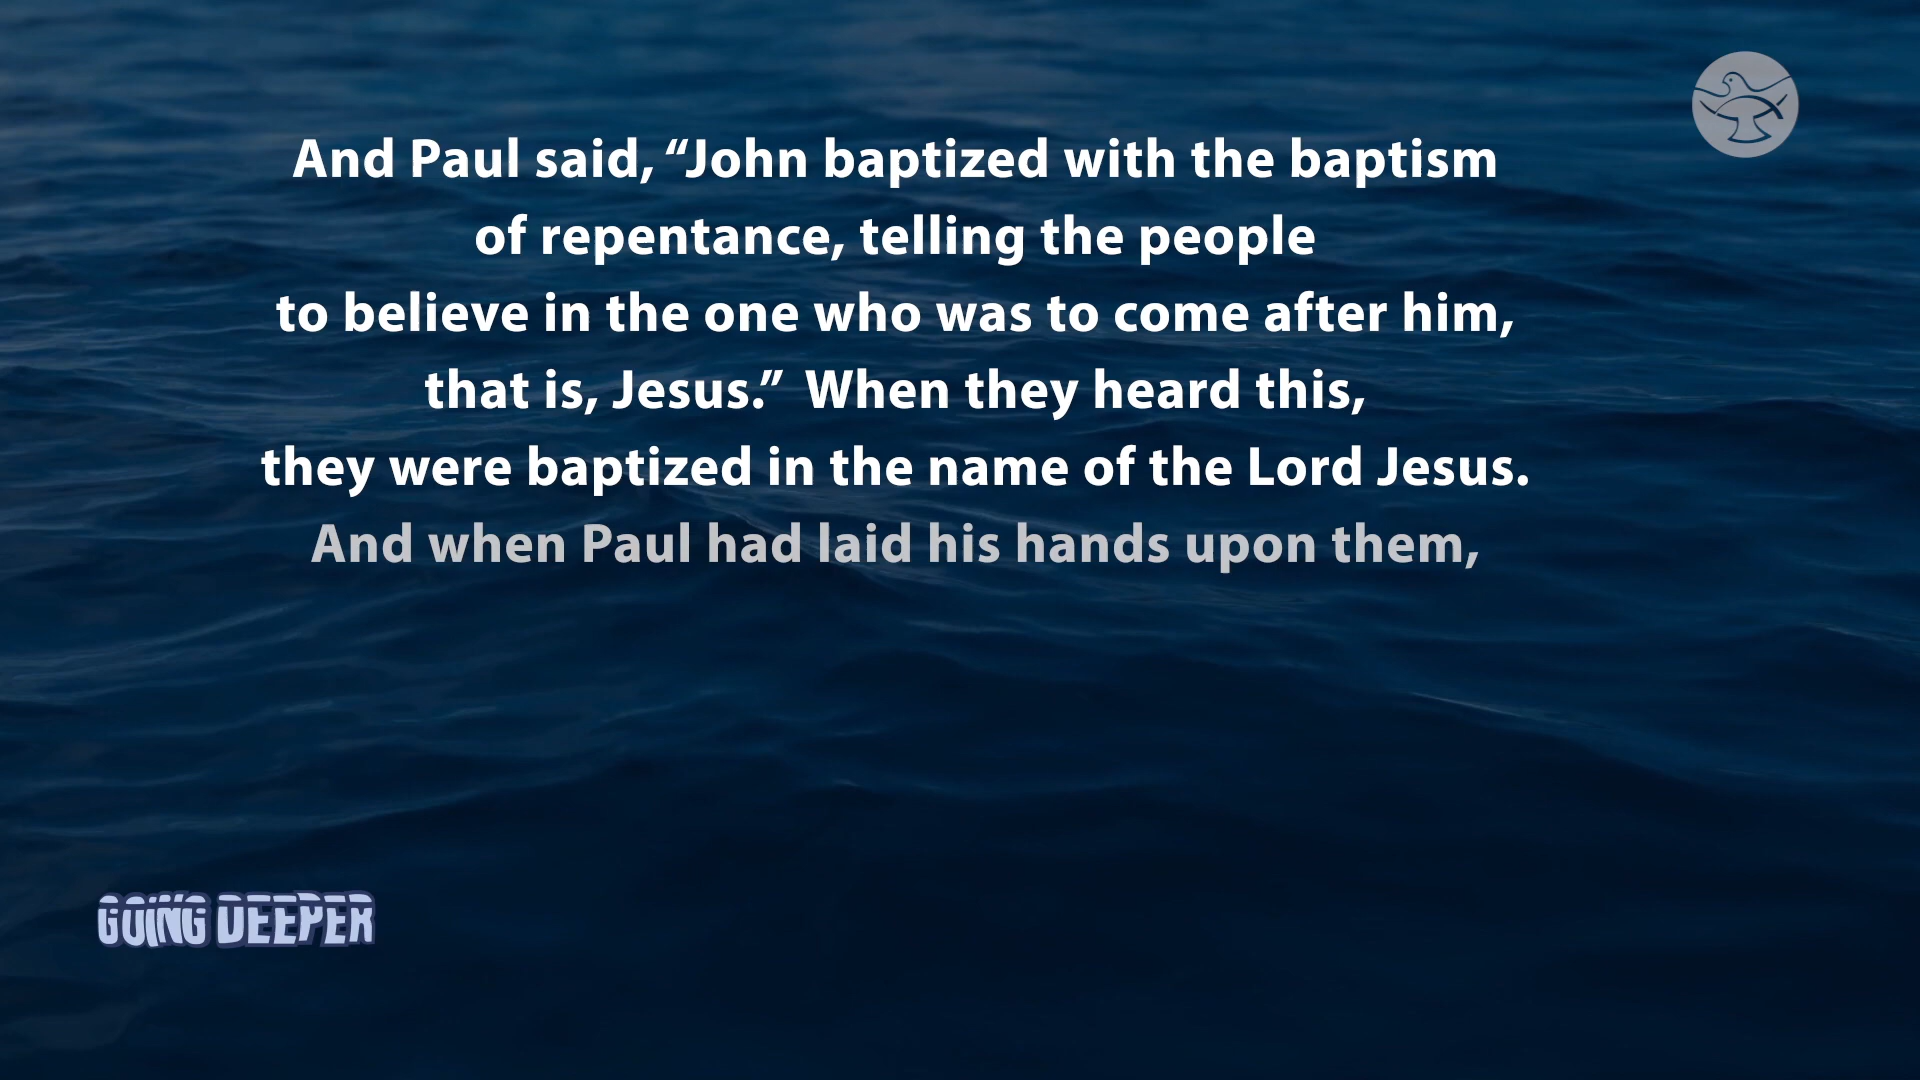 And Paul said, “John baptized with the baptism
of repentance, telling the people
to believe in the one who was to come after him,
that is, Jesus.”  When they heard this,
they were baptized in the name of the Lord Jesus.
And when Paul had laid his hands upon them,
GOING DEEPER